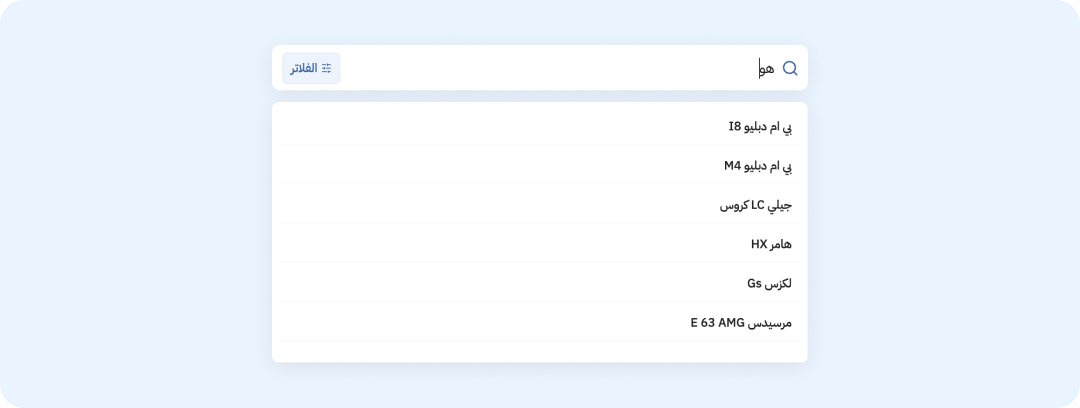 هو
الفلاتر
بي ام دبليو I8
بي ام دبليو M4
جيلي LC كروس
هامر HX
لكزس Gs
مرسيدس E 63 AMG